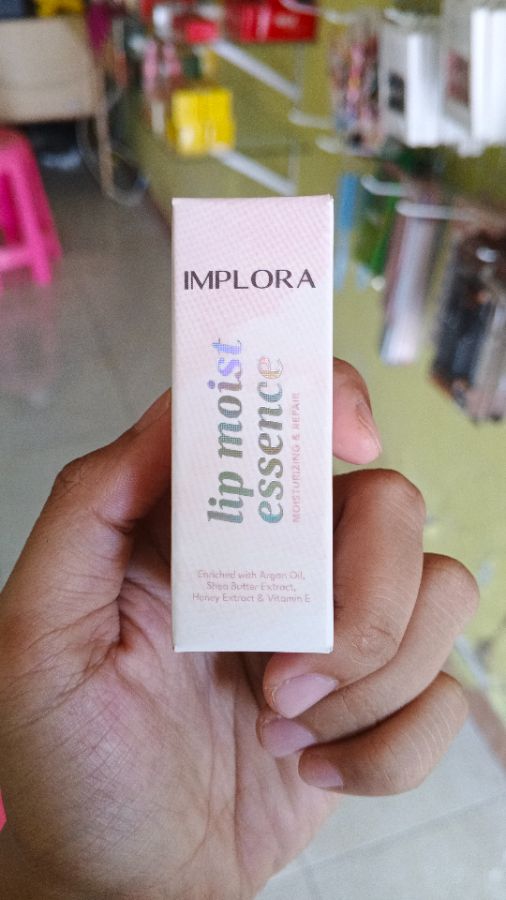 IMPLORA
lip moist
essence
MOISTURIZING & REPAIR
Enriched with Argan Oil,
Shea Butter Extract,
Honey Extract & Vitamin E